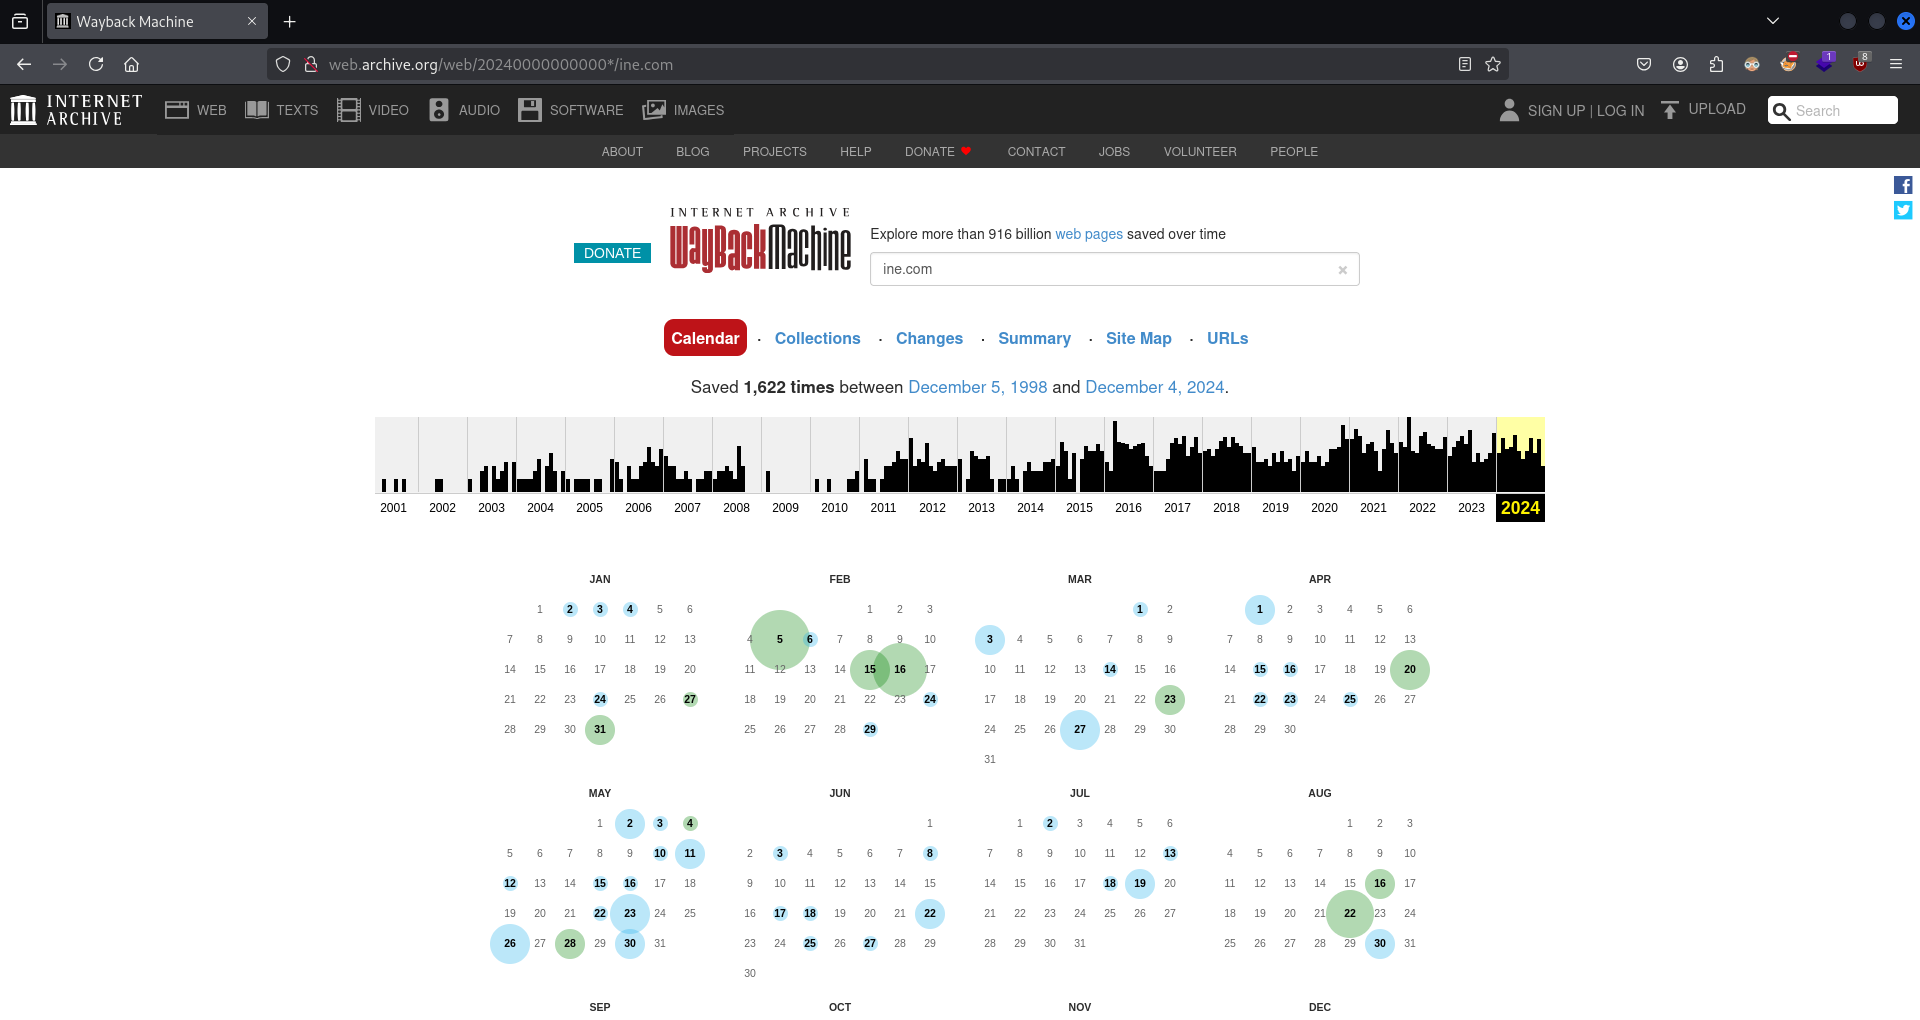 Wayback Machine
web.archive.org/web/20240000000000*/ine.com
1
8
INTERNET ARCHIVE
WEB TEXTS VIDEO AUDIO SOFTWARE IMAGES
SIGN UP | LOG IN UPLOAD Search
ABOUT BLOG PROJECTS HELP DONATE CONTACT JOBS VOLUNTEER PEOPLE
INTERNET ARCHIVE
WayBackMachine
DONATE
Explore more than 916 billion web pages saved over time
ine.com
Calendar · Collections · Changes · Summary · Site Map · URLs
Saved 1,622 times between December 5, 1998 and December 4, 2024.
2001 2002 2003 2004 2005 2006 2007 2008 2009 2010 2011 2012 2013 2014 2015 2016 2017 2018 2019 2020 2021 2022 2023 2024
JAN
1 2 3 4 5 6
7 8 9 10 11 12 13
14 15 16 17 18 19 20
21 22 23 24 25 26 27
28 29 30 31
FEB
1 2 3
4 5 6 7 8 9 10
11 12 13 14 15 16 17
18 19 20 21 22 23 24
25 26 27 28 29
MAR
1 2
3 4 5 6 7 8 9
10 11 12 13 14 15 16
17 18 19 20 21 22 23
24 25 26 27 28 29 30
31
APR
1 2 3 4 5 6
7 8 9 10 11 12 13
14 15 16 17 18 19 20
21 22 23 24 25 26 27
28 29 30
MAY
1 2 3 4
5 6 7 8 9 10 11
12 13 14 15 16 17 18
19 20 21 22 23 24 25
26 27 28 29 30 31
JUN
1
2 3 4 5 6 7 8
9 10 11 12 13 14 15
16 17 18 19 20 21 22
23 24 25 26 27 28 29
30
JUL
1 2 3 4 5 6
7 8 9 10 11 12 13
14 15 16 17 18 19 20
21 22 23 24 25 26 27
28 29 30 31
AUG
1 2 3
4 5 6 7 8 9 10
11 12 13 14 15 16 17
18 19 20 21 22 23 24
25 26 27 28 29 30 31
SEP
OCT
NOV
DEC